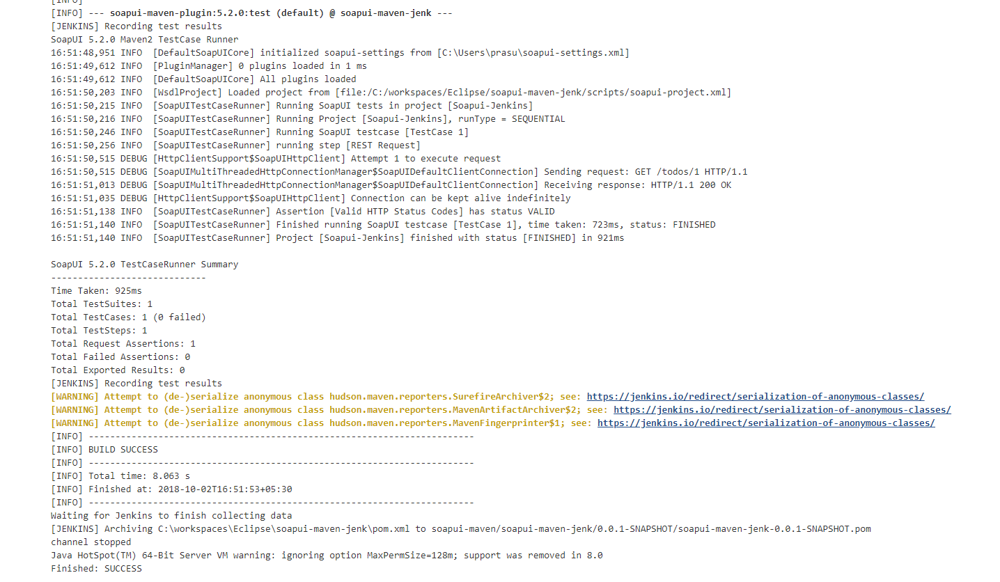 [INFO]
[INFO] --- soapui-maven-plugin:5.2.0:test (default) @ soapui-maven-jenk ---
[JENKINS] Recording test results
SoapUI 5.2.0 Maven2 TestCase Runner
16:51:48,951 INFO  [DefaultSoapUICore] initialized soapui-settings from [C:\Users\prasu\soapui-settings.xml]
16:51:49,612 INFO  [PluginManager] 0 plugins loaded in 1 ms
16:51:49,612 INFO  [DefaultSoapUICore] All plugins loaded
16:51:50,203 INFO  [WsdlProject] Loaded project from [file:/C:/workspaces/Eclipse/soapui-maven-jenk/scripts/soapui-project.xml]
16:51:50,215 INFO  [SoapUITestCaseRunner] Running SoapUI tests in project [Soapui-Jenkins]
16:51:50,216 INFO  [SoapUITestCaseRunner] Running Project [Soapui-Jenkins], runType = SEQUENTIAL
16:51:50,246 INFO  [SoapUITestCaseRunner] Running SoapUI testcase [TestCase 1]
16:51:50,256 INFO  [SoapUITestCaseRunner] running step [REST Request]
16:51:50,515 DEBUG [HttpClientSupport$SoapUIHttpClient] Attempt 1 to execute request
16:51:50,515 DEBUG [SoapUIMultiThreadedHttpConnectionManager$SoapUIDefaultClientConnection] Sending request: GET /todos/1 HTTP/1.1
16:51:51,013 DEBUG [SoapUIMultiThreadedHttpConnectionManager$SoapUIDefaultClientConnection] Receiving response: HTTP/1.1 200 OK
16:51:51,035 DEBUG [HttpClientSupport$SoapUIHttpClient] Connection can be kept alive indefinitely
16:51:51,138 INFO  [SoapUITestCaseRunner] Assertion [Valid HTTP Status Codes] has status VALID
16:51:51,140 INFO  [SoapUITestCaseRunner] Finished running SoapUI testcase [TestCase 1], time taken: 723ms, status: FINISHED
16:51:51,140 INFO  [SoapUITestCaseRunner] Project [Soapui-Jenkins] finished with status [FINISHED] in 921ms
SoapUI 5.2.0 TestCaseRunner Summary
-----------------------------
Time Taken: 925ms
Total TestSuites: 1
Total TestCases: 1 (0 failed)
Total TestSteps: 1
Total Request Assertions: 1
Total Failed Assertions: 0
Total Exported Results: 0
[JENKINS] Recording test results
[WARNING] Attempt to (de-)serialize anonymous class hudson.maven.reporters.SurefireArchiver$2; see: https://jenkins.io/redirect/serialization-of-anonymous-classes/
[WARNING] Attempt to (de-)serialize anonymous class hudson.maven.reporters.MavenArtifactArchiver$2; see: https://jenkins.io/redirect/serialization-of-anonymous-classes/
[WARNING] Attempt to (de-)serialize anonymous class hudson.maven.reporters.MavenFingerprinter$1; see: https://jenkins.io/redirect/serialization-of-anonymous-classes/
[INFO] ------------------------------------------------------------------------
[INFO] BUILD SUCCESS
[INFO] ------------------------------------------------------------------------
[INFO] Total time: 8.063 s
[INFO] Finished at: 2018-10-02T16:51:53+05:30
[INFO] ------------------------------------------------------------------------
Waiting for Jenkins to finish collecting data
[JENKINS] Archiving C:\workspaces\Eclipse\soapui-maven-jenk\pom.xml to soapui-maven/soapui-maven-jenk/0.0.1-SNAPSHOT/soapui-maven-jenk-0.0.1-SNAPSHOT.pom
channel stopped
Java HotSpot(TM) 64-Bit Server VM warning: ignoring option MaxPermSize=128m; support was removed in 8.0
Finished: SUCCESS